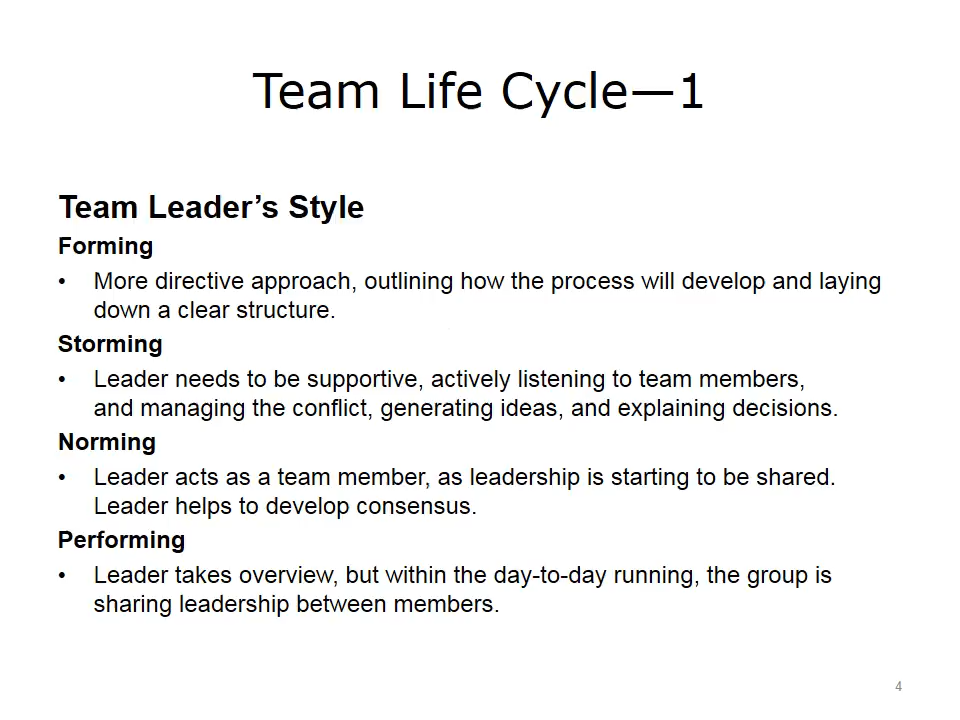 Team Life Cycle—1
Team Leader’s Style
Forming
• More directive approach, outlining how the process will develop and laying
down a clear structure.
Storming
• Leader needs to be supportive, actively listening to team members,
and managing the conflict, generating ideas, and explaining decisions.
Norming
• Leader acts as a team member, as leadership is starting to be shared.
Leader helps to develop consensus.
Performing
• Leader takes overview, but within the day-to-day running, the group is
sharing leadership between members.
4